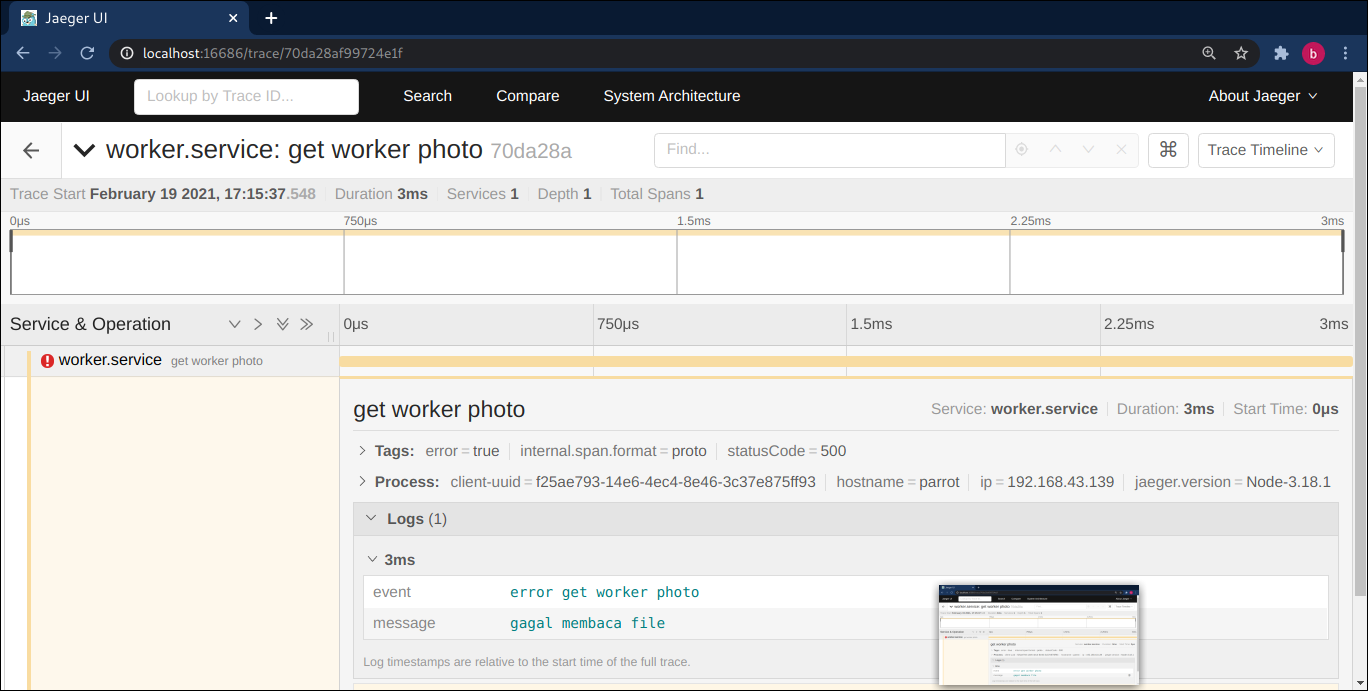 Jaeger UI
localhost:16686/trace/70da28af99724e1f
b
Jaeger UI Lookup by Trace ID... Search Compare System Architecture About Jaeger
worker.service: get worker photo 70da28a Find... ⌘ Trace Timeline
Trace Start February 19 2021, 17:15:37.548 Duration 3ms Services 1 Depth 1 Total Spans 1
0μs 750μs 1.5ms 2.25ms 3ms
Service & Operation 0μs 750μs 1.5ms 2.25ms 3ms
worker.service get worker photo
get worker photo Service: worker.service Duration: 3ms Start Time: 0μs
Tags: error = true internal.span.format = proto statusCode = 500
Process: client-uuid = f25ae793-14e6-4ec4-8e46-3c37e875ff93 hostname = parrot ip = 192.168.43.139 jaeger.version = Node-3.18.1
Logs (1)
3ms
event error get worker photo
message gagal membaca file
Log timestamps are relative to the start time of the full trace.